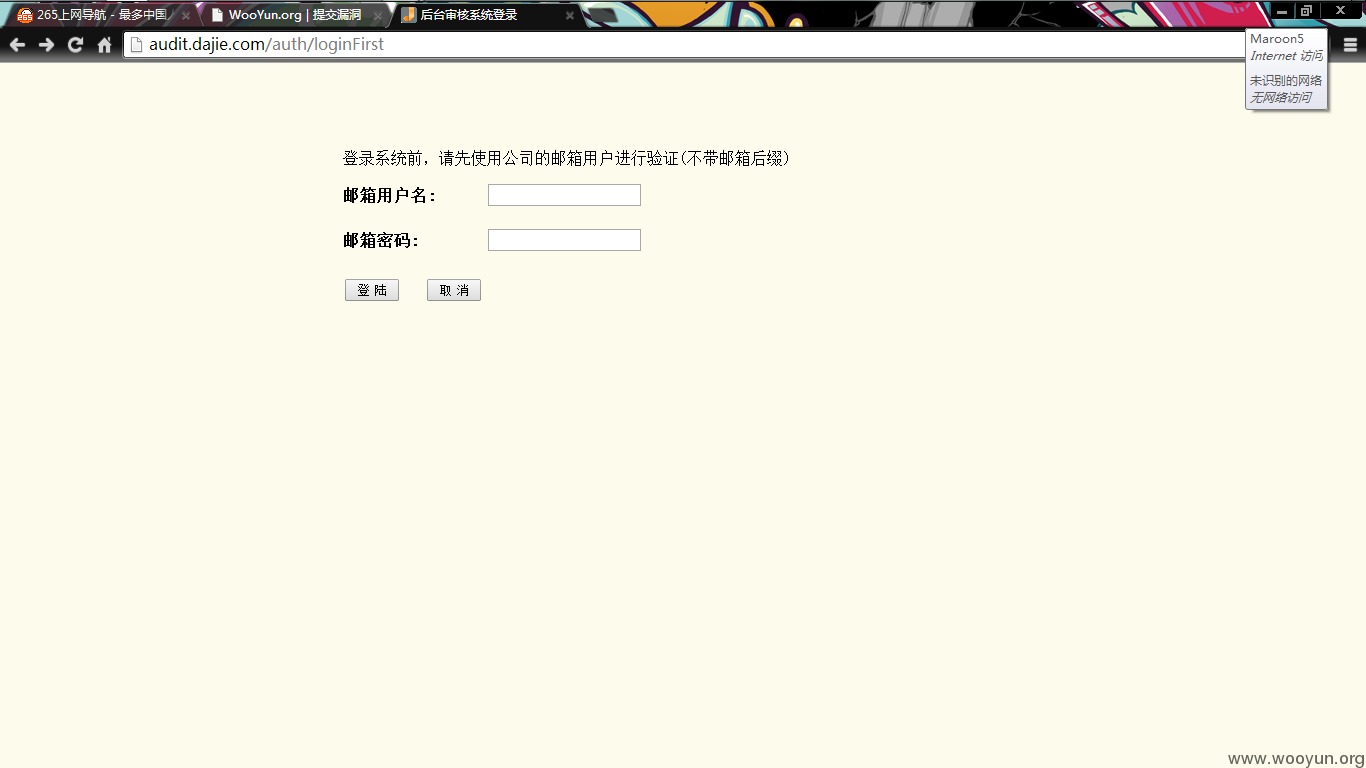 265上网导航 - 最多中国
WooYun.org | 提交漏洞
后台审核系统登录
audit.dajie.com/auth/loginFirst
Maroon5
Internet 访问
未识别的网络
无网络访问
登录系统前，请先使用公司的邮箱用户进行验证(不带邮箱后缀)
邮箱用户名：
邮箱密码：
登 陆
取 消
www.wooyun.org